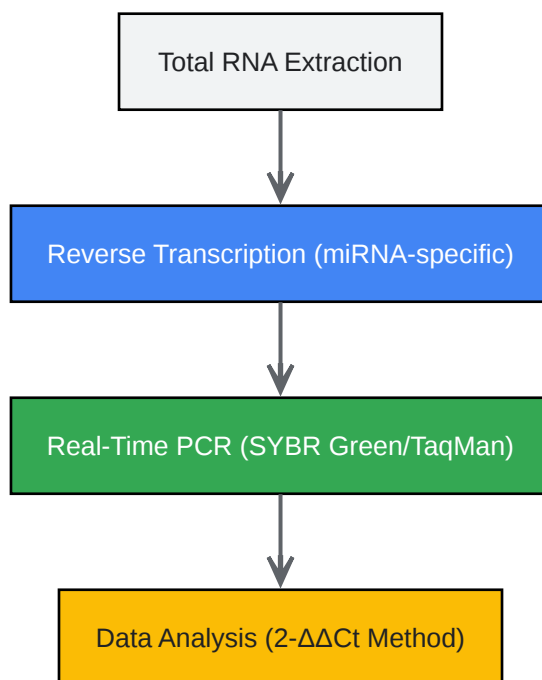 Total RNA Extraction
Reverse Transcription (miRNA-specific)
Real-Time PCR (SYBR Green/TaqMan)
Data Analysis (2-ΔΔCt Method)